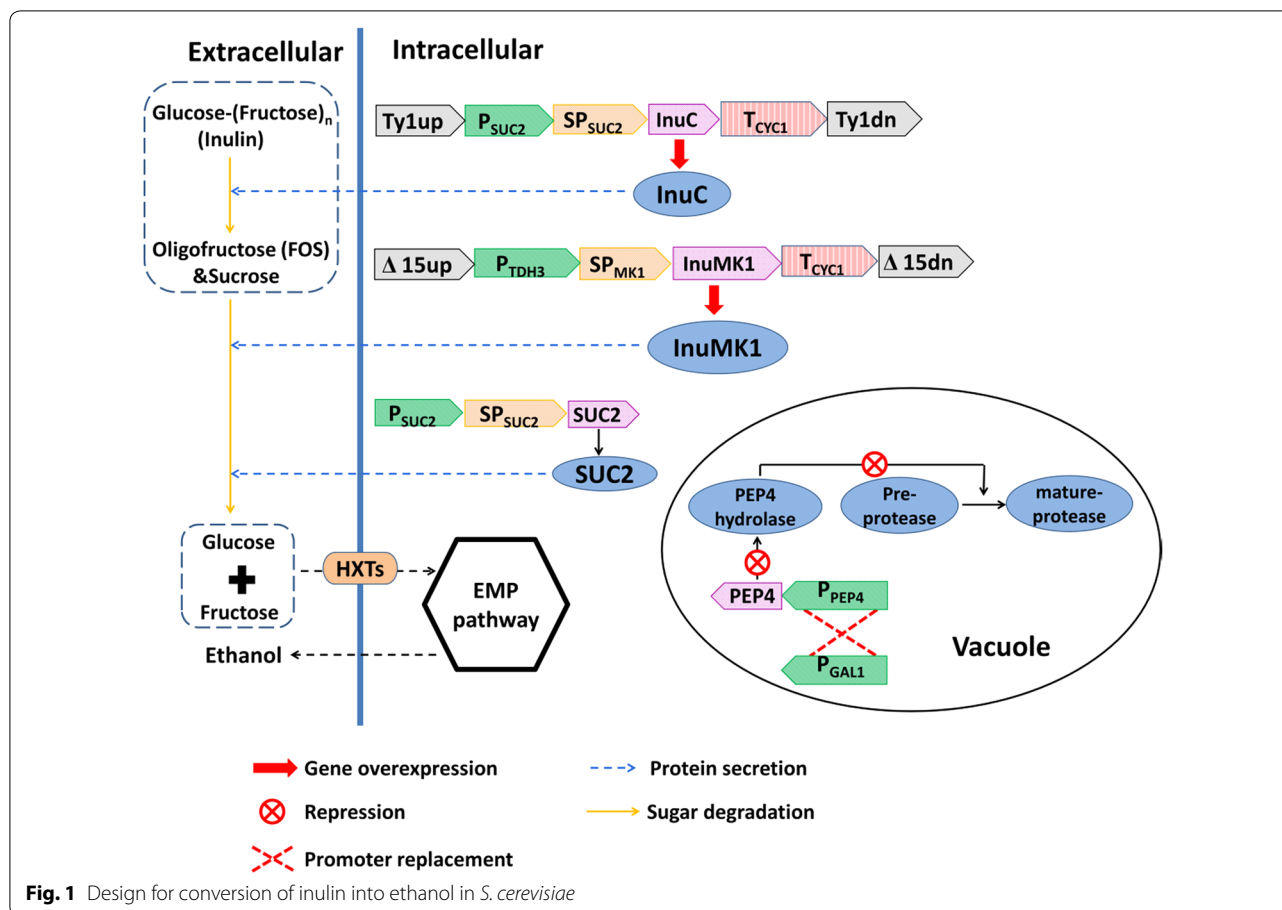 Extracellular
Intracellular
Glucose-(Fructose)n
(Inulin)
Ty1up PSUC2 SPSUC2 InuC TCYC1 Ty1dn
InuC
Oligofructose (FOS)
&Sucrose
Δ 15up PTDH3 SPMK1 InuMK1 TCYC1 Δ 15dn
InuMK1
PSUC2 SPSUC2 SUC2
SUC2
Glucose
+
Fructose
HXTs
EMP
pathway
Ethanol
PEP4
hydrolase
Pre-
protease
mature-
protease
PEP4 PPEP4
PGAL1
Vacuole
Gene overexpression
Protein secretion
Repression
Sugar degradation
Promoter replacement
Fig. 1 Design for conversion of inulin into ethanol in S. cerevisiae